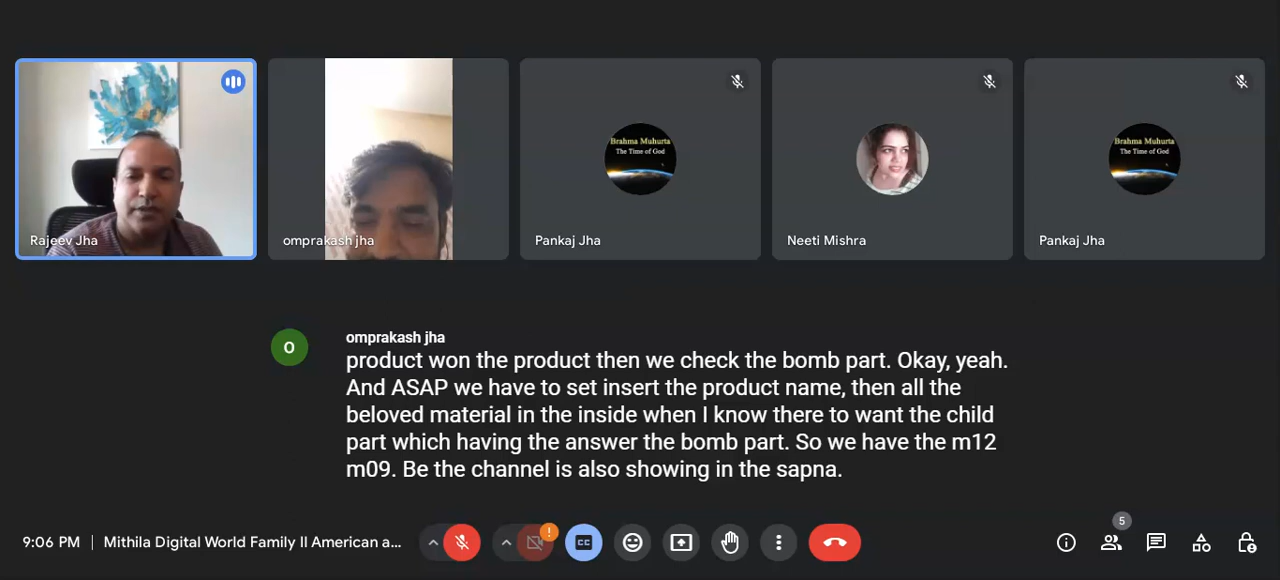 Rajeev Jha
omprakash jha
Brahma Muhurta
The Time of God
Pankaj Jha
Neeti Mishra
Brahma Muhurta
The Time of God
Pankaj Jha
O
omprakash jha
product won the product then we check the bomb part. Okay, yeah.
And ASAP we have to set insert the product name, then all the
beloved material in the inside when I know there to want the child
part which having the answer the bomb part. So we have the m12
m09. Be the channel is also showing in the sapna.
5
9:06 PM | Mithila Digital World Family II American a...
CC